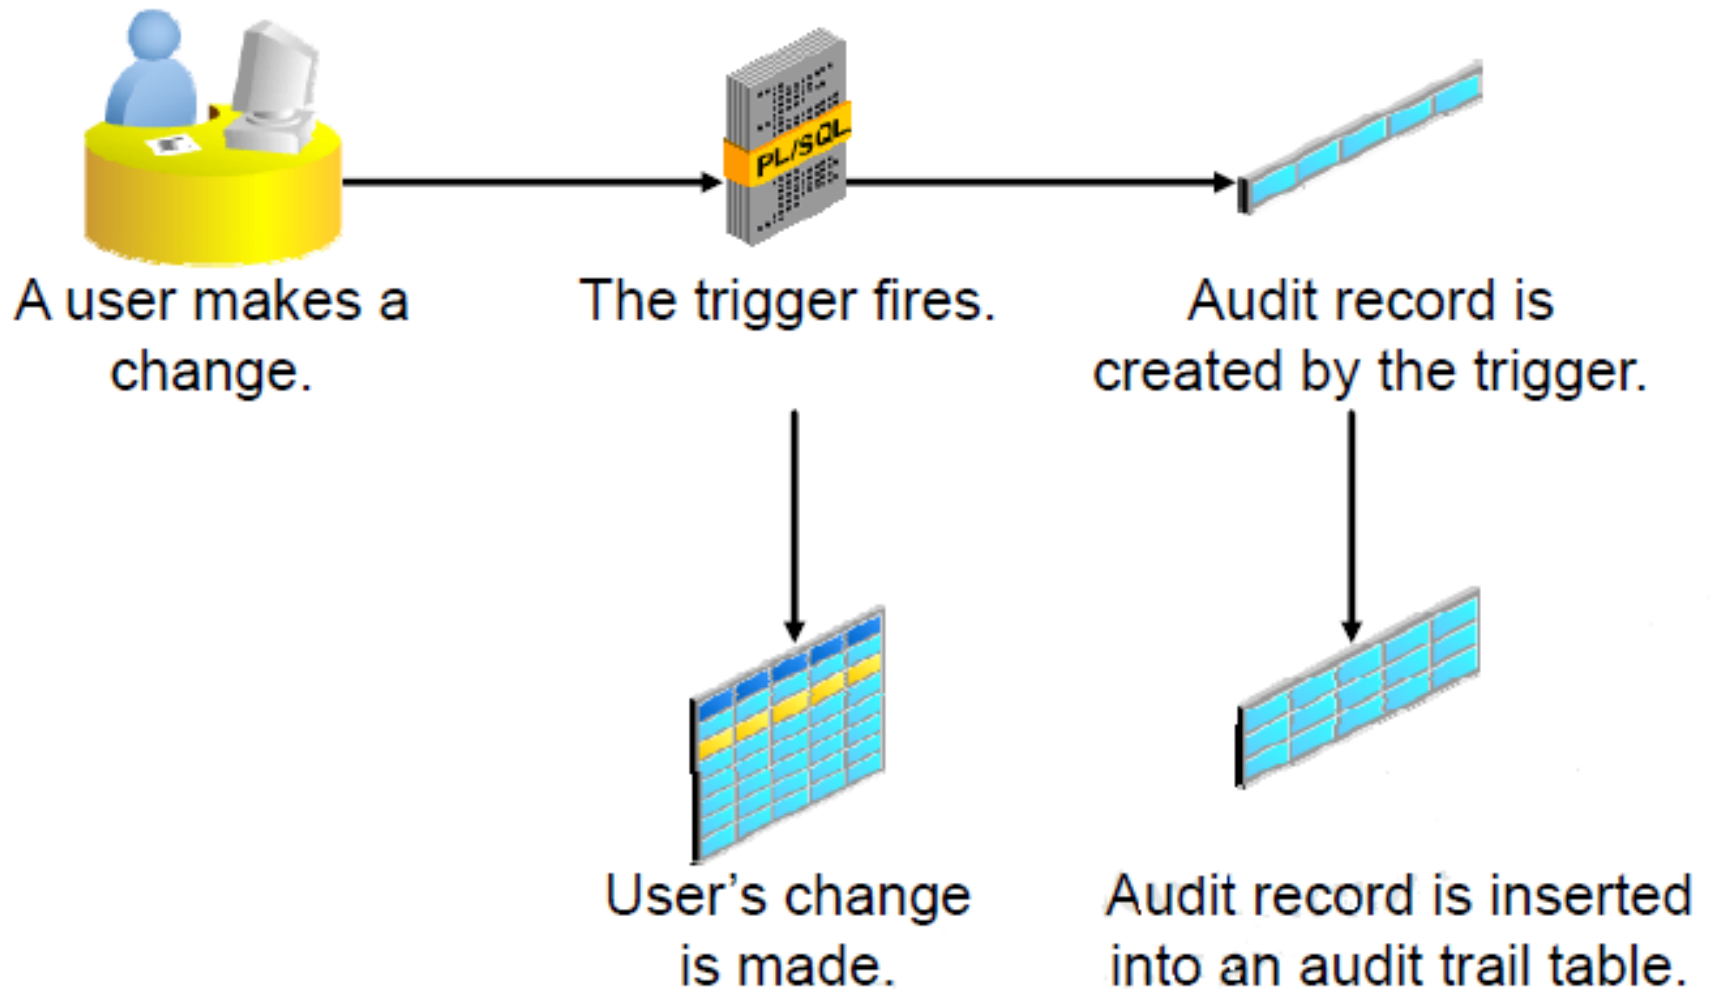 PL/SQL
A user makes a
change.
The trigger fires.
Audit record is
created by the trigger.
User’s change
is made.
Audit record is inserted
into an audit trail table.